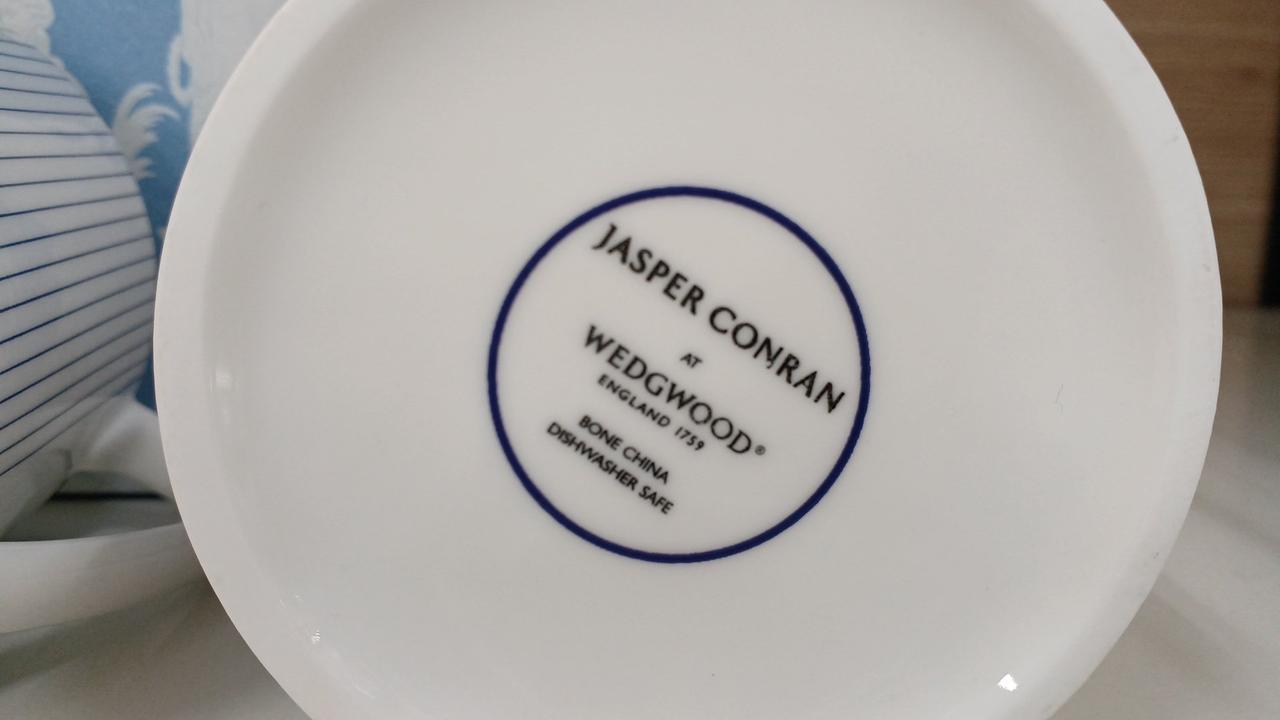 JASPER CONRAN
AT
WEDGWOOD®
ENGLAND 1759
BONE CHINA
DISHWASHER SAFE